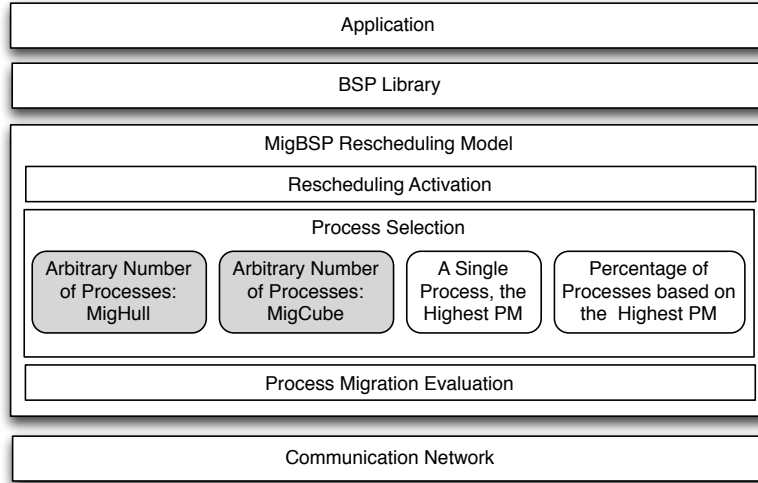 Application
BSP Library
MigBSP Rescheduling Model
Rescheduling Activation
Process Selection
Arbitrary Number
of Processes:
MigHull
Arbitrary Number
of Processes:
MigCube
A Single
Process, the
Highest PM
Percentage of
Processes based on
the Highest PM
Process Migration Evaluation
Communication Network